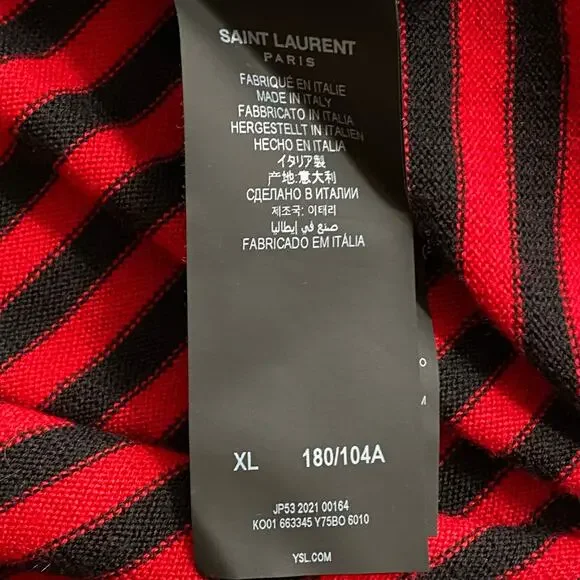 SAINT LAURENT
PARIS
FABRIQUÉ EN ITALIE
MADE IN ITALY
FABBRICATO IN ITALIA
HERGESTELLT IN ITALIEN
HECHO EN ITALIA
イタリア製
产地:意大利
СДЕЛАНО В ИТАЛИИ
제조국: 이태리
صنع في إيطاليا
FABRICADO EM ITÁLIA
XL 180/104A
JP53 2021 00164
KO01 663345 Y75BO 6010
YSL.COM